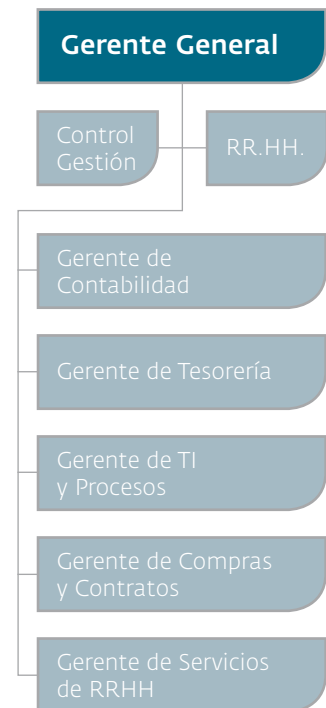 Gerente General
Control
Gestión
RR.HH.
Gerente de
Contabilidad
Gerente de Tesorería
Gerente de TI
y Procesos
Gerente de Compras
y Contratos
Gerente de Servicios
de RRHH